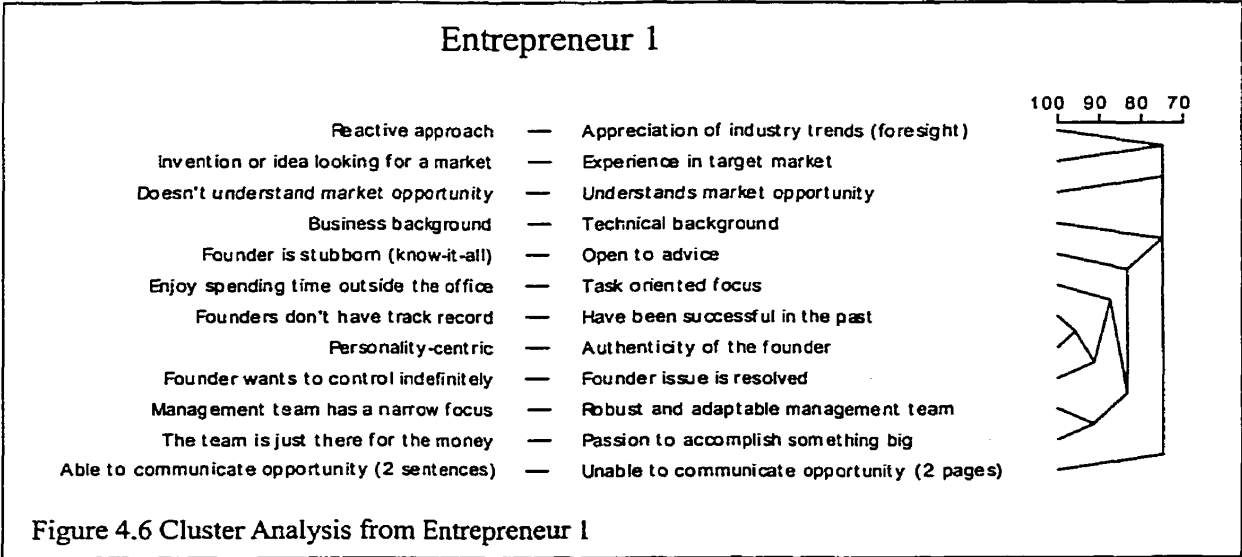 Entrepreneur 1
100 90 80 70
Reactive approach — Appreciation of industry trends (foresight)
Invention or idea looking for a market — Experience in target market
Doesn't understand market opportunity — Understands market opportunity
Business background — Technical background
Founder is stubborn (know-it-all) — Open to advice
Enjoy spending time outside the office — Task oriented focus
Founders don't have track record — Have been successful in the past
Personality-centric — Authenticity of the founder
Founder wants to control indefinitely — Founder issue is resolved
Management team has a narrow focus — Robust and adaptable management team
The team is just there for the money — Passion to accomplish something big
Able to communicate opportunity (2 sentences) — Unable to communicate opportunity (2 pages)
Figure 4.6 Cluster Analysis from Entrepreneur 1